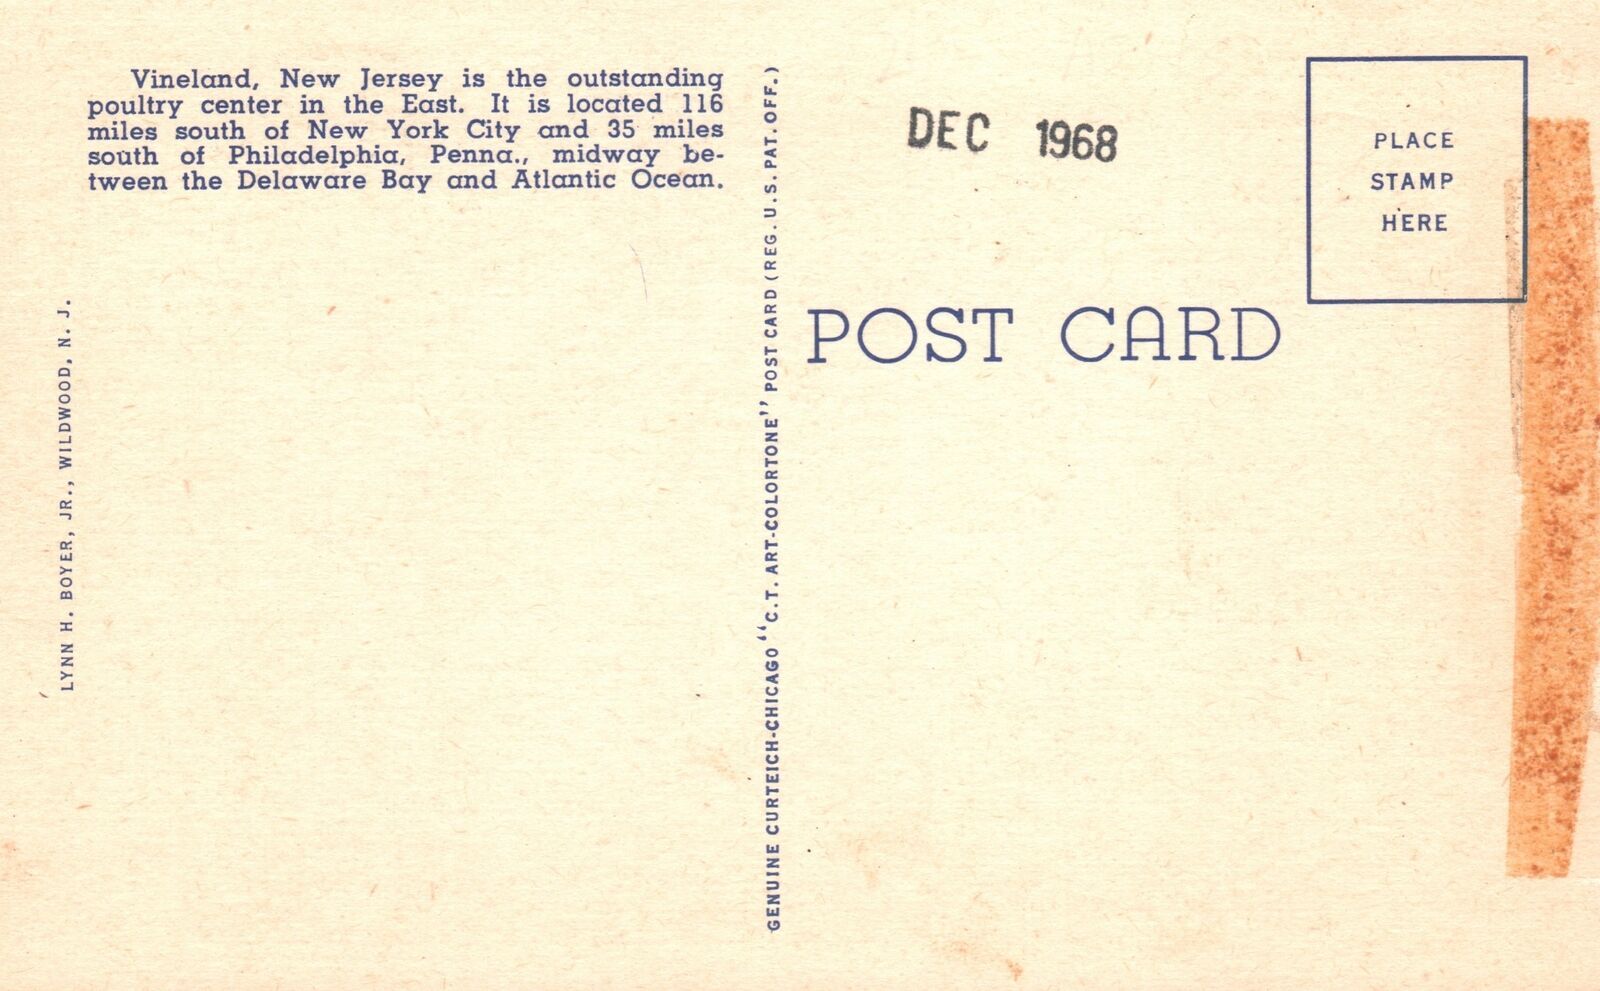 Vineland, New Jersey is the outstanding
poultry center in the East. It is located 116
miles south of New York City and 35 miles
south of Philadelphia, Penna., midway be-
tween the Delaware Bay and Atlantic Ocean.
LYNN H. BOYER, JR., WILDWOOD, N. J.
GENUINE CURTEICH-CHICAGO "C.T. ART-COLORTONE" POST CARD (REG. U.S. PAT. OFF.)
DEC 1968
PLACE
STAMP
HERE
POST CARD